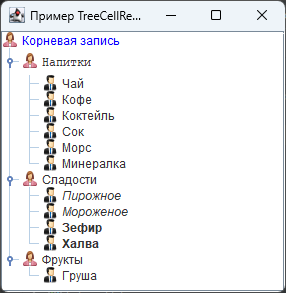 Пример TreeCellRe...
Корневая запись
Напитки
Чай
Кофе
Коктейль
Сок
Морс
Минералка
Сладости
Пирожное
Мороженое
Зефир
Халва
Фрукты
Груша